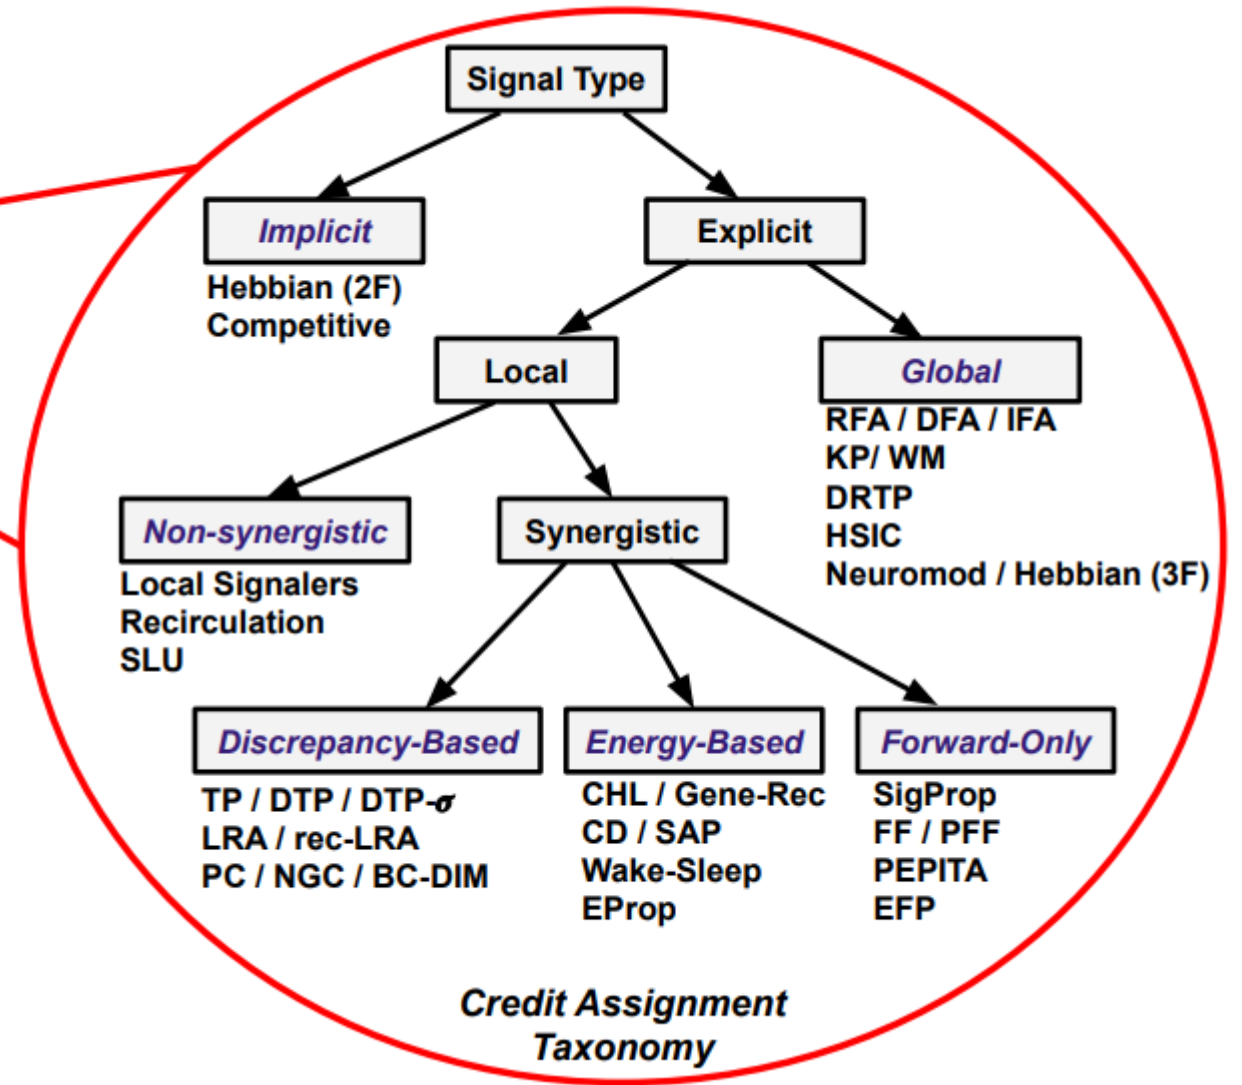 Signal Type
Implicit
Explicit
Hebbian (2F)
Competitive
Local
Global
RFA / DFA / IFA
KP/ WM
DRTP
HSIC
Neuromod / Hebbian (3F)
Non-synergistic
Synergistic
Local Signalers
Recirculation
SLU
Discrepancy-Based
Energy-Based
Forward-Only
TP / DTP / DTP-σ
LRA / rec-LRA
PC / NGC / BC-DIM
CHL / Gene-Rec
CD / SAP
Wake-Sleep
EProp
SigProp
FF / PFF
PEPITA
EFP
Credit Assignment
Taxonomy